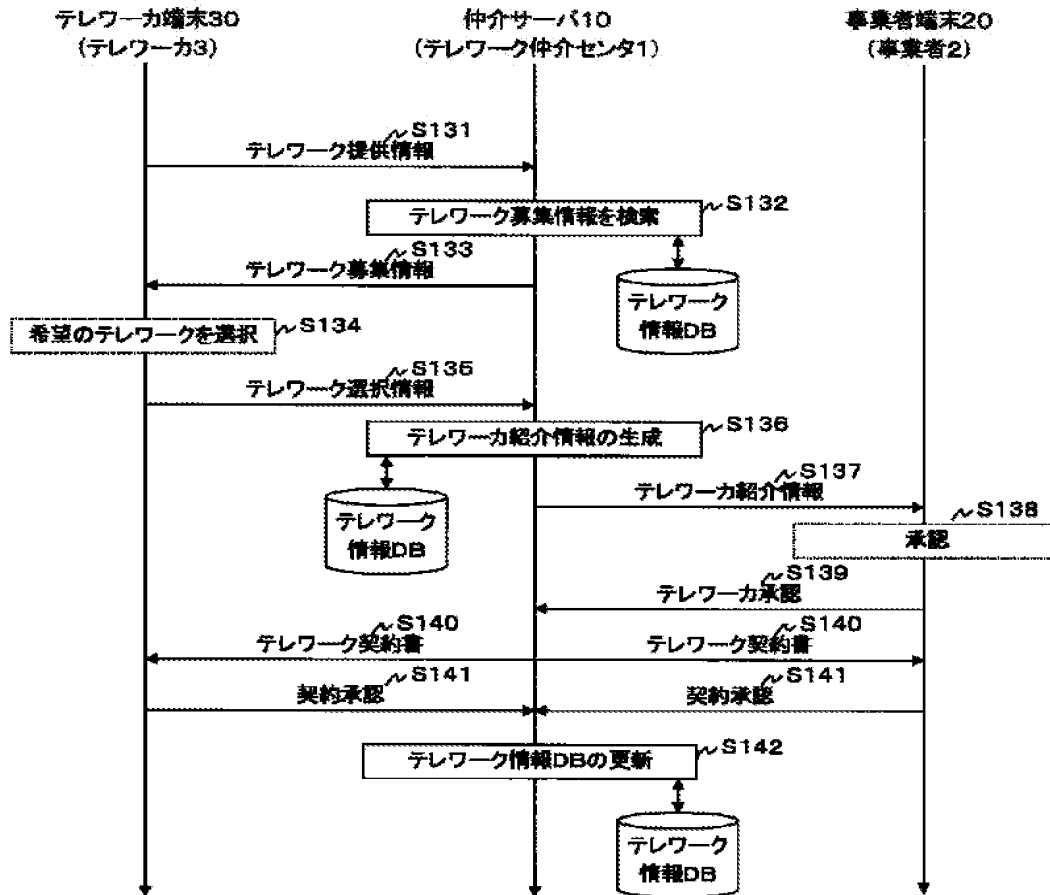 テレワーカ端末30
(テレワーカ3)
仲介サーバ10
(テレワーク仲介センタ1)
事業者端末20
(事業者2)
S131
テレワーク提供情報
テレワーク募集情報を検索
S132
S133
テレワーク募集情報
テレワーク
情報DB
希望のテレワークを選択
S134
S135
テレワーク選択情報
テレワーカ紹介情報の生成
S136
S137
テレワーカ紹介情報
テレワーク
情報DB
S138
承認
S139
テレワーカ承認
S140
テレワーク契約書
S140
テレワーク契約書
S141
契約承認
S141
契約承認
テレワーク情報DBの更新
S142
テレワーク
情報DB